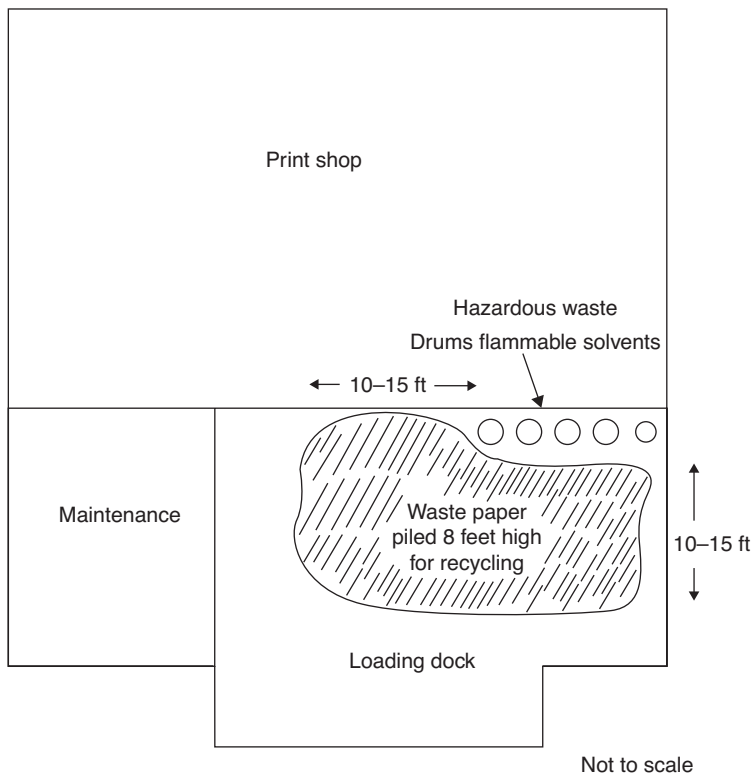 Print shop
Hazardous waste
Drums flammable solvents
10–15 ft
Maintenance
Waste paper
piled 8 feet high
for recycling
10–15 ft
Loading dock
Not to scale